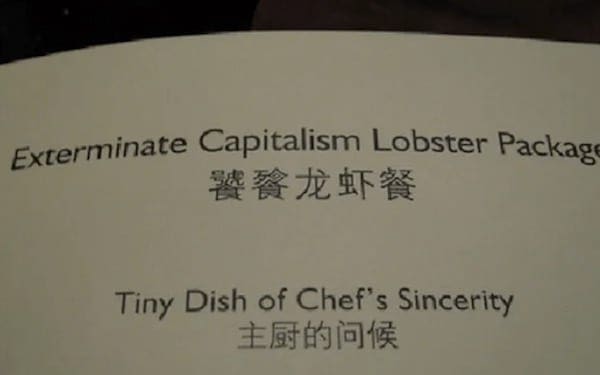 Exterminate Capitalism Lobster Package
饕餮龙虾餐
Tiny Dish of Chef's Sincerity
主厨的问候